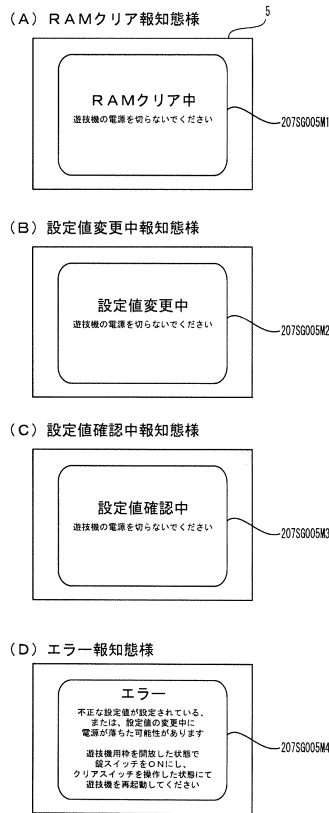 (A) RAMクリア報知態様
5
RAMクリア中
遊技機の電源を切らないでください
207SG005M1
(B) 設定値変更中報知態様
設定値変更中
遊技機の電源を切らないでください
207SG005M2
(C) 設定値確認中報知態様
設定値確認中
遊技機の電源を切らないでください
207SG005M3
(D) エラー報知態様
エラー
不正な設定値が設定されている、
または、設定値の変更中に
電源が落ちた可能性があります
遊技機用枠を開放した状態で
錠スイッチをONにし、
クリアスイッチを操作した状態にて
遊技機を再起動してください
207SG005M4